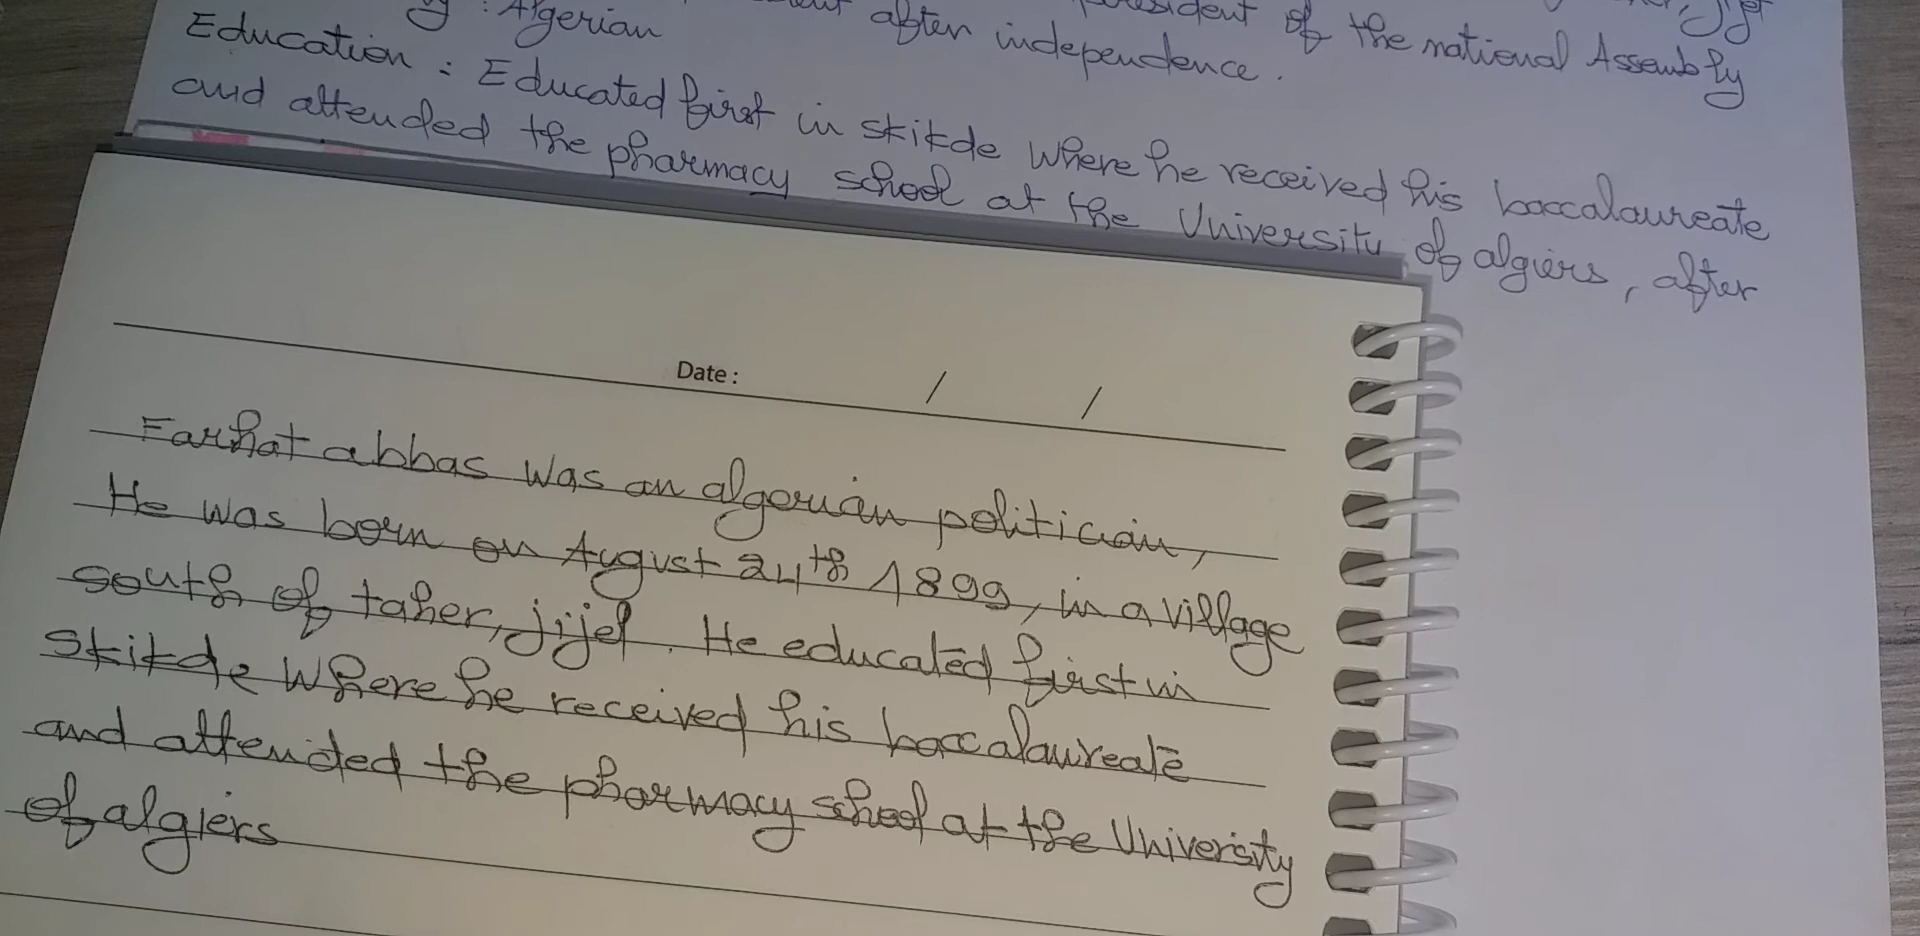 : Algerian after independence. president of the national Assembly
Education : Educated first in skikde where he received his baccalaureate
and attended the pharmacy school at the University of algiers, after
Date : / /
Farhat abbas was an algerian politician,
He was born on August 24th 1899, in a village
south of taher, jijel. He educated first in
skikde where he received his baccalaureate
and attended the pharmacy school at the University
of algiers